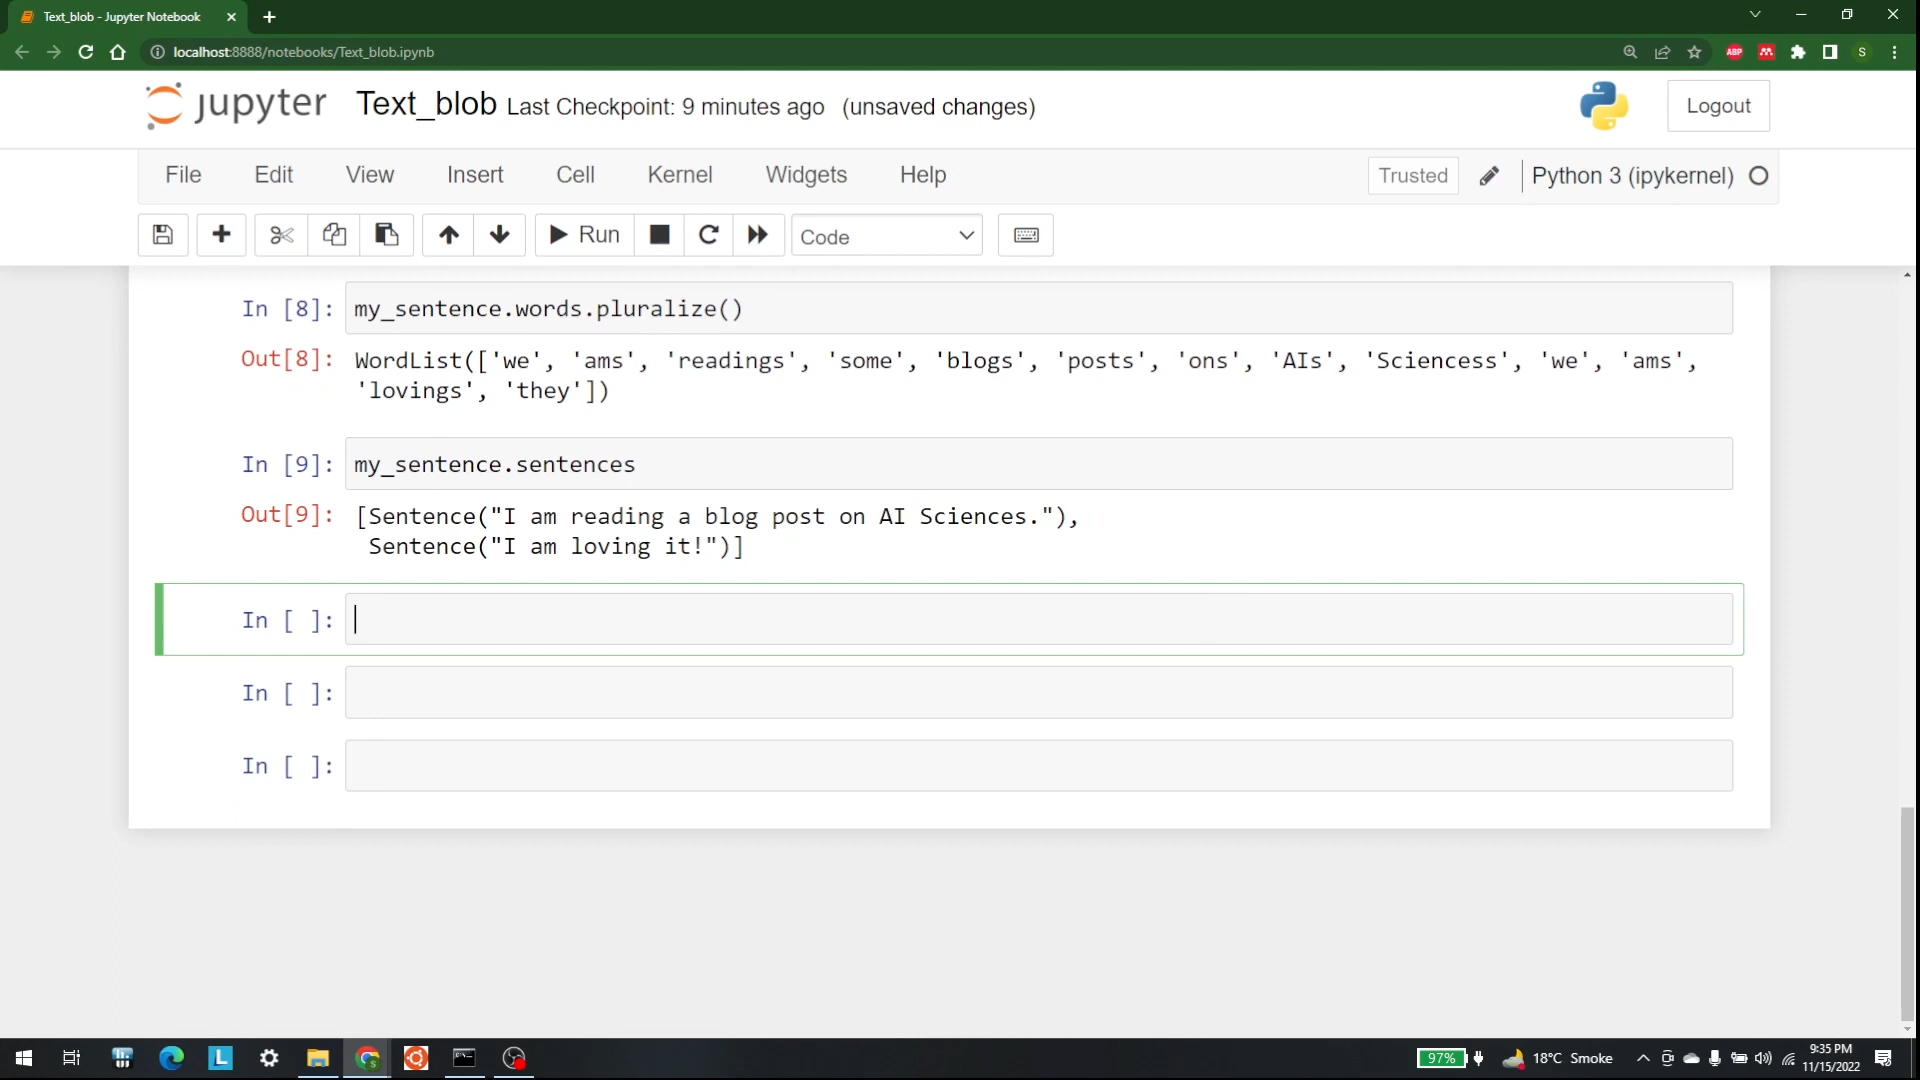 Text_blob - Jupyter Notebook
localhost:8888/notebooks/Text_blob.ipynb
ABP
S
jupyter Text_blob Last Checkpoint: 9 minutes ago (unsaved changes)
Logout
File Edit View Insert Cell Kernel Widgets Help
Trusted Python 3 (ipykernel)
Run Code
In [8]: my_sentence.words.pluralize()
Out[8]: WordList(['we', 'ams', 'readings', 'some', 'blogs', 'posts', 'ons', 'AIs', 'Sciencess', 'we', 'ams',
'lovings', 'they'])
In [9]: my_sentence.sentences
Out[9]: [Sentence("I am reading a blog post on AI Sciences."),
Sentence("I am loving it!")]
In [ ]:
In [ ]:
In [ ]:
L
97% 18°C Smoke
9:35 PM
11/15/2022